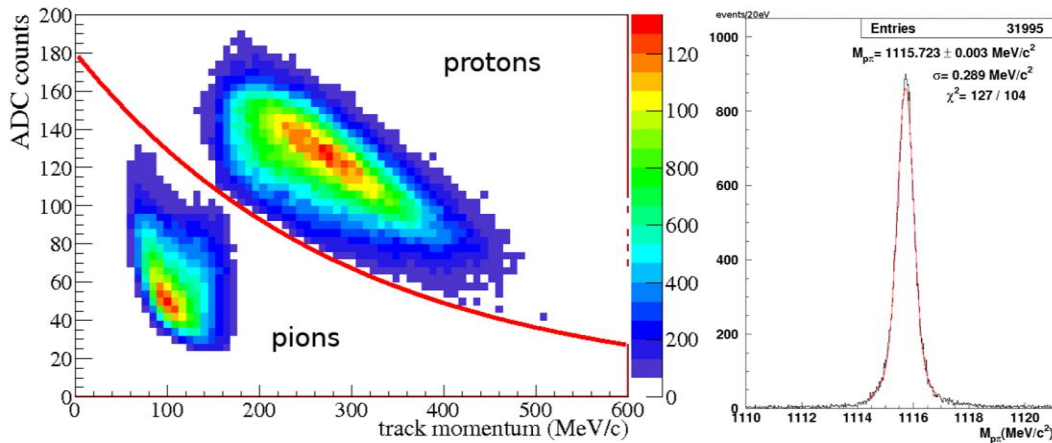 ADC counts
200
180
160
140
120
100
80
60
40
20
0
protons
pions
0 100 200 300 400 500 600
track momentum (MeV/c)
120
100
800
600
400
200
0
events/20eV
Entries 31995
M_pπ= 1115.723 ± 0.003 MeV/c²
σ= 0.289 MeV/c²
χ²= 127 / 104
1000
800
600
400
200
0
1110 1112 1114 1116 1118 1120
M_pπ(MeV/c²)